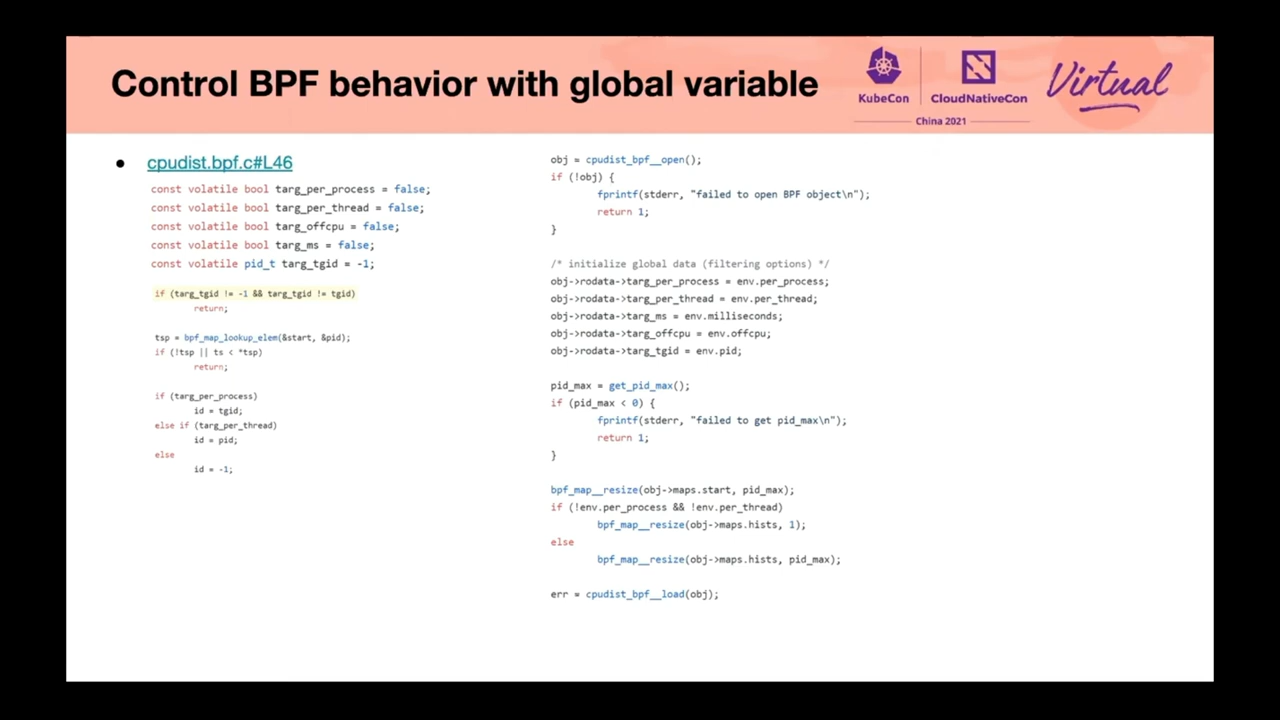 Control BPF behavior with global variable
KubeCon
CloudNativeCon
Virtual
China 2021
● cpudist.bpf.c#L46
const volatile bool targ_per_process = false;
const volatile bool targ_per_thread = false;
const volatile bool targ_offcpu = false;
const volatile bool targ_ms = false;
const volatile pid_t targ_tgid = -1;
if (targ_tgid != -1 && targ_tgid != tgid)
return;
tsp = bpf_map_lookup_elem(&start, &pid);
if (!tsp || ts < *tsp)
return;
if (targ_per_process)
id = tgid;
else if (targ_per_thread)
id = pid;
else
id = -1;
obj = cpudist_bpf__open();
if (!obj) {
fprintf(stderr, "failed to open BPF object\n");
return 1;
}
/* initialize global data (filtering options) */
obj->rodata->targ_per_process = env.per_process;
obj->rodata->targ_per_thread = env.per_thread;
obj->rodata->targ_ms = env.milliseconds;
obj->rodata->targ_offcpu = env.offcpu;
obj->rodata->targ_tgid = env.pid;
pid_max = get_pid_max();
if (pid_max < 0) {
fprintf(stderr, "failed to get pid_max\n");
return 1;
}
bpf_map__resize(obj->maps.start, pid_max);
if (!env.per_process && !env.per_thread)
bpf_map__resize(obj->maps.hists, 1);
else
bpf_map__resize(obj->maps.hists, pid_max);
err = cpudist_bpf__load(obj);